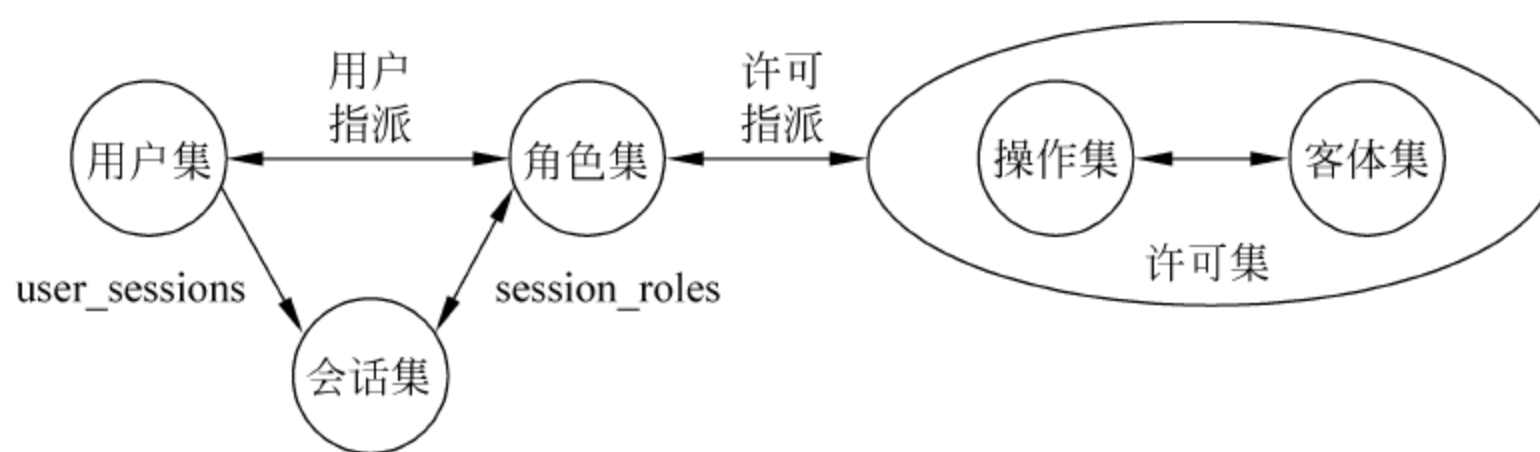 用户
指派
许可
指派
用户集
角色集
操作集
客体集
许可集
user_sessions
session_roles
会话集